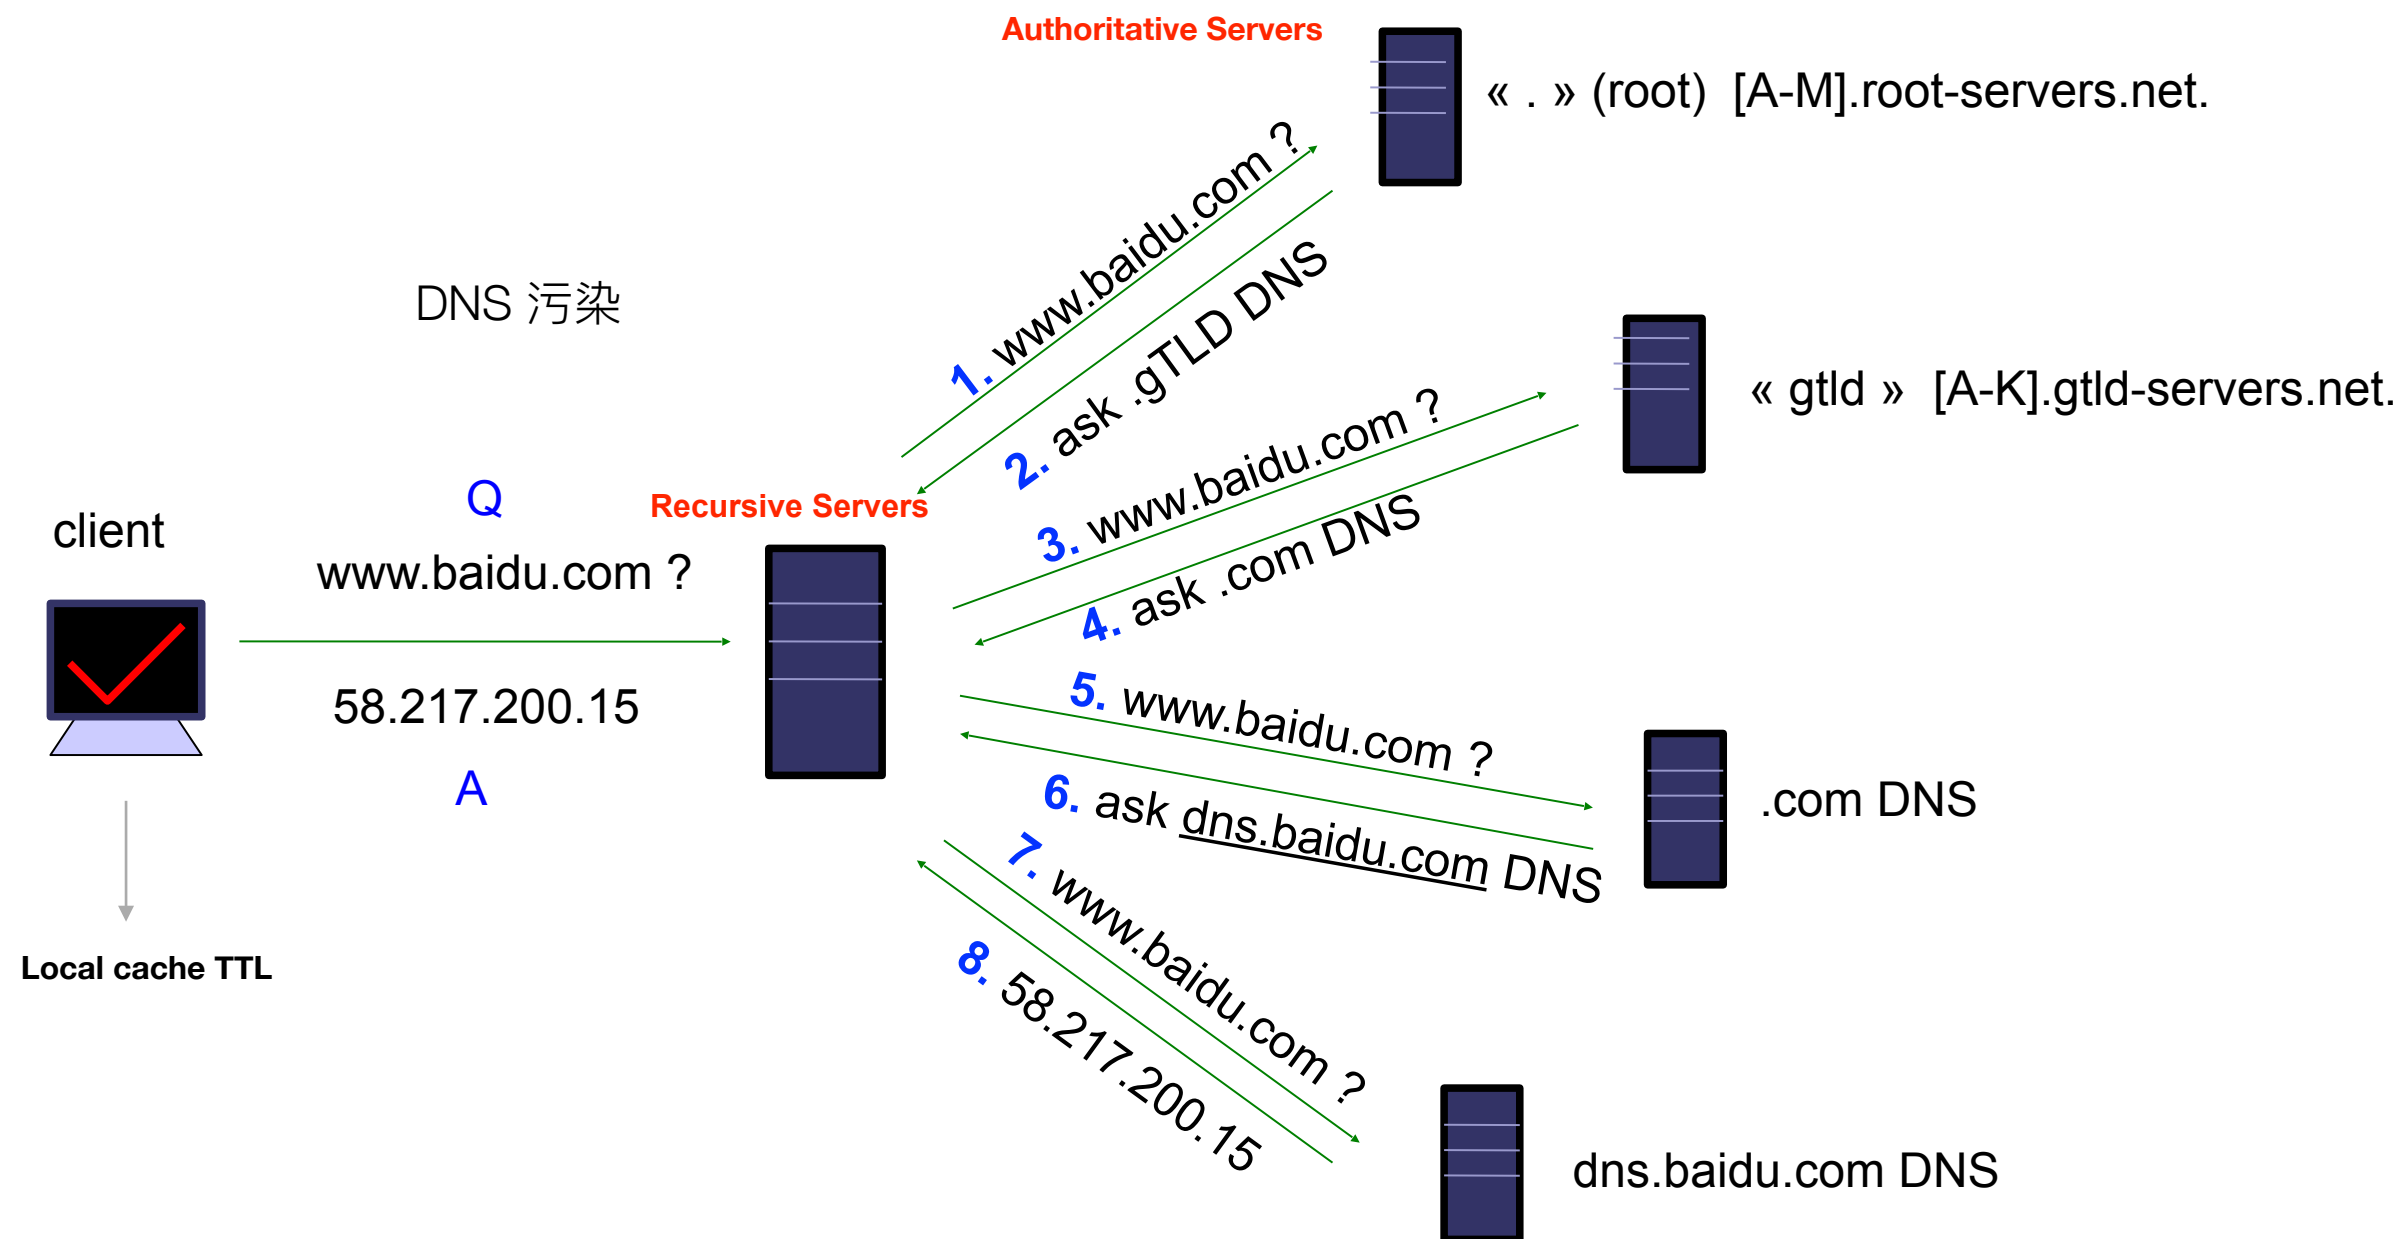 Authoritative Servers
« . » (root) [A-M].root-servers.net.
1. www.baidu.com ?
2. ask .gTLD DNS
DNS 污染
« gtld » [A-K].gtld-servers.net.
3. www.baidu.com ?
4. ask .com DNS
Q
Recursive Servers
client
www.baidu.com ?
58.217.200.15
A
5. www.baidu.com ?
6. ask dns.baidu.com DNS
.com DNS
7. www.baidu.com ?
8. 58.217.200.15
Local cache TTL
dns.baidu.com DNS